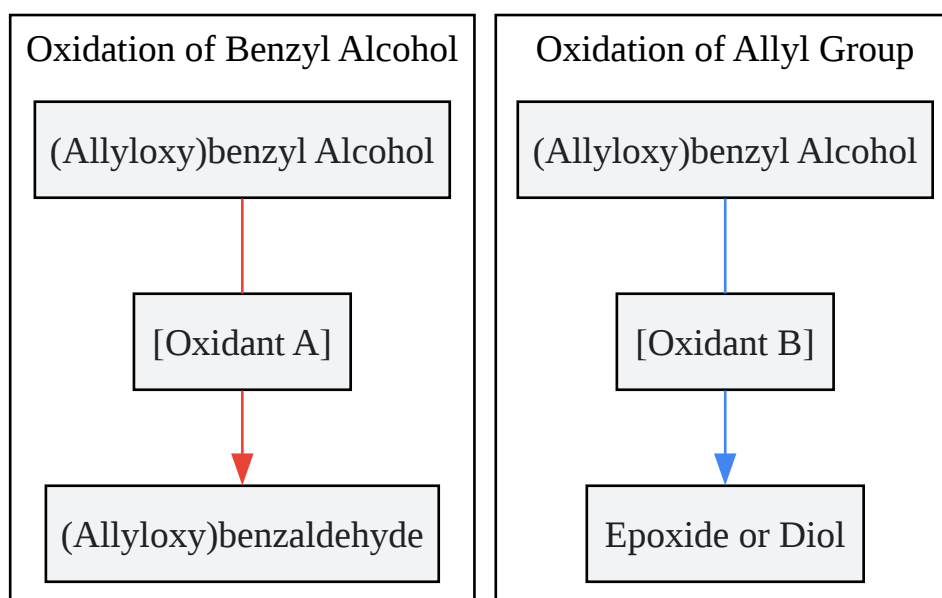 Oxidation of Benzyl Alcohol
(Allyloxy)benzyl Alcohol
[Oxidant A]
(Allyloxy)benzaldehyde
Oxidation of Allyl Group
(Allyloxy)benzyl Alcohol
[Oxidant B]
Epoxide or Diol